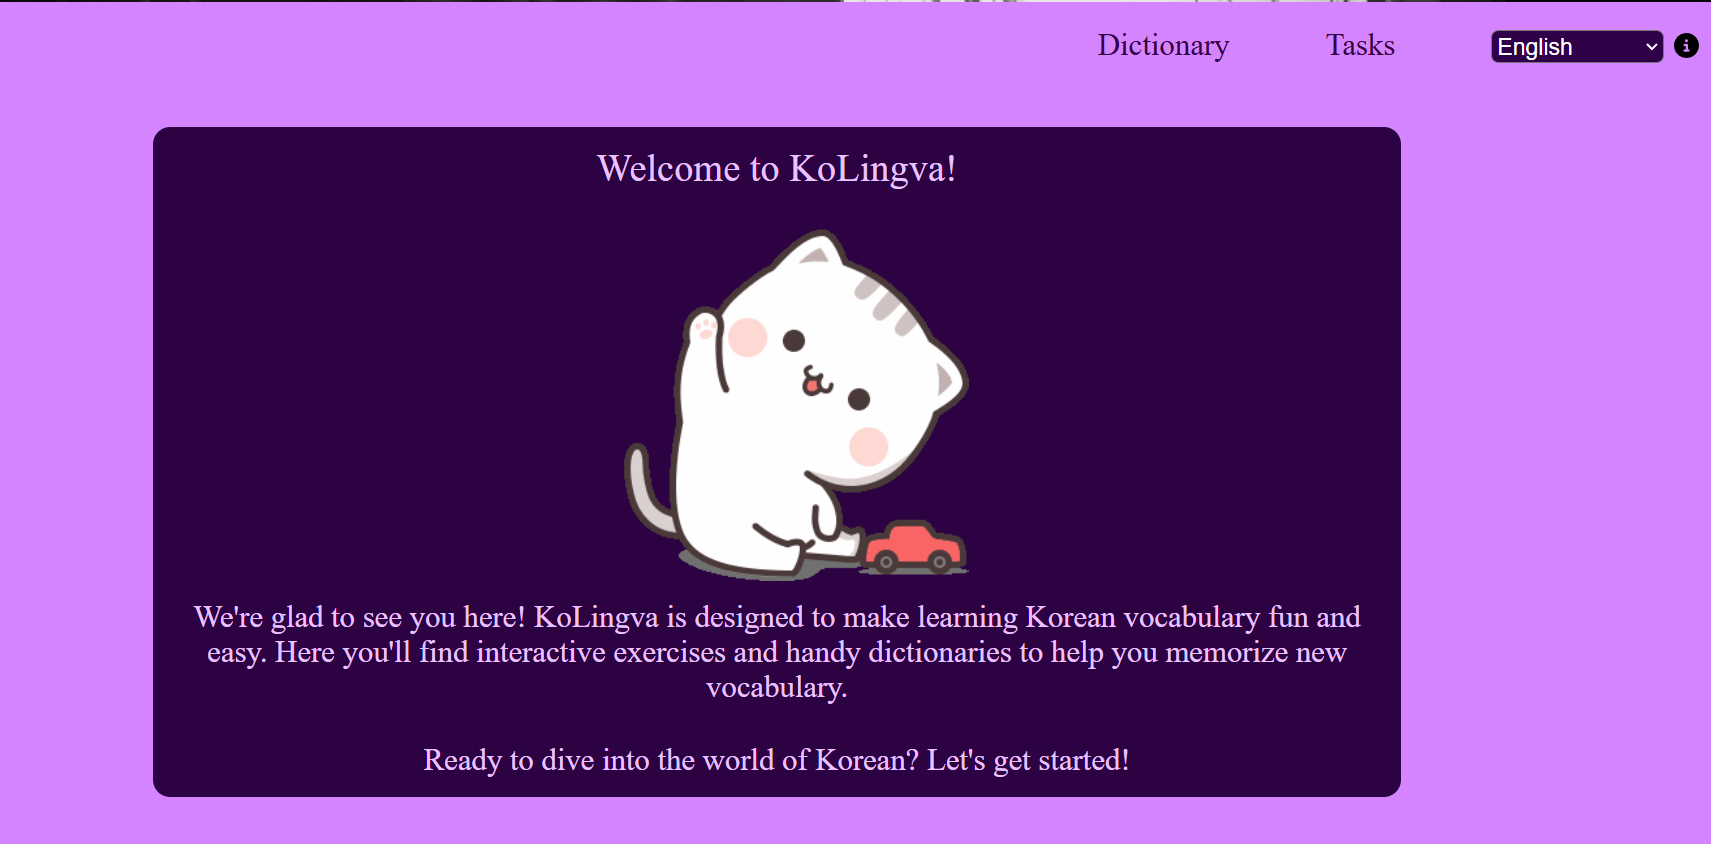 Dictionary
Tasks
English
Welcome to KoLingva!
We're glad to see you here! KoLingva is designed to make learning Korean vocabulary fun and
easy. Here you'll find interactive exercises and handy dictionaries to help you memorize new
vocabulary.
Ready to dive into the world of Korean? Let's get started!